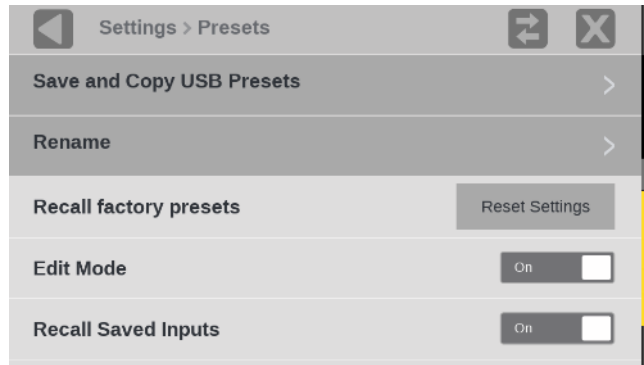 Settings > Presets
Save and Copy USB Presets
Rename
Recall factory presets Reset Settings
Edit Mode On
Recall Saved Inputs On